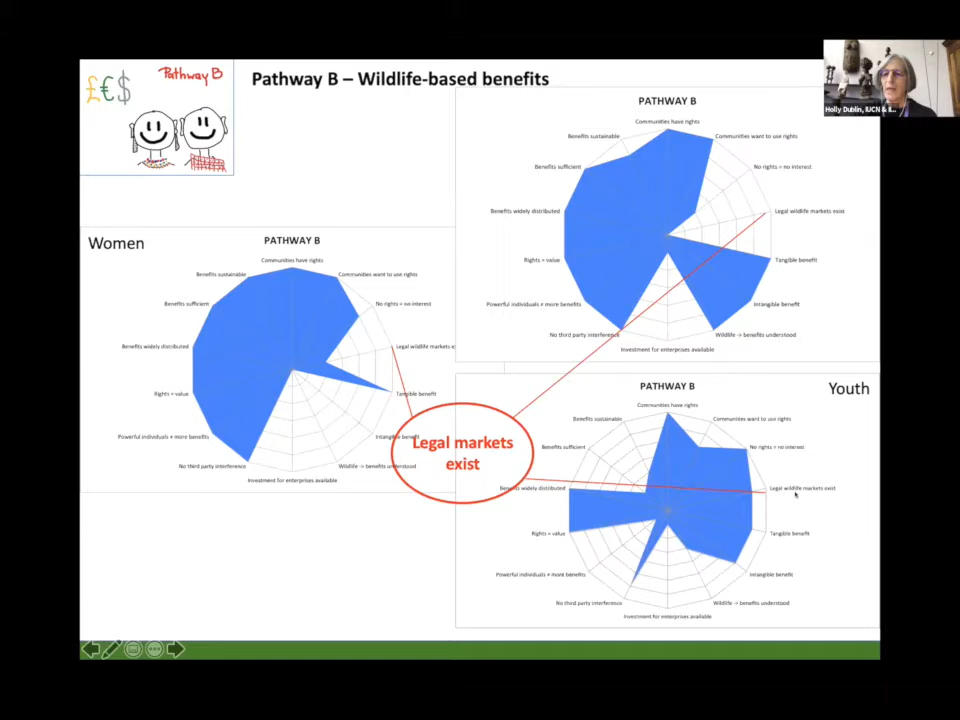 £€$
Pathway B
Pathway B – Wildlife-based benefits
Holly Dublin, IUCN &
PATHWAY B
Communities have rights
Benefits sustainable
Communities want to use rights
Benefits sufficient
No rights = no interest
Benefits widely distributed
Legal wildlife markets exist
Rights = value
Tangible benefit
Powerful individuals ≠ more benefits
Intangible benefit
No third party interference
Wildlife -> benefits understood
Investment for enterprises available
Women
PATHWAY B
Communities have rights
Benefits sustainable
Communities want to use rights
Benefits sufficient
No rights = no interest
Benefits widely distributed
Legal wildlife markets e
Rights = value
Tangible benefit
Powerful individuals ≠ more benefits
Intangible benefit
No third party interference
Wildlife -> benefits understood
Investment for enterprises available
Legal markets
exist
Youth
PATHWAY B
Communities have rights
Benefits sustainable
Communities want to use rights
Benefits sufficient
No rights = no interest
Benefits widely distributed
Legal wildlife markets exist
Rights = value
Tangible benefit
Powerful individuals ≠ more benefits
Intangible benefit
No third party interference
Wildlife -> benefits understood
Investment for enterprises available